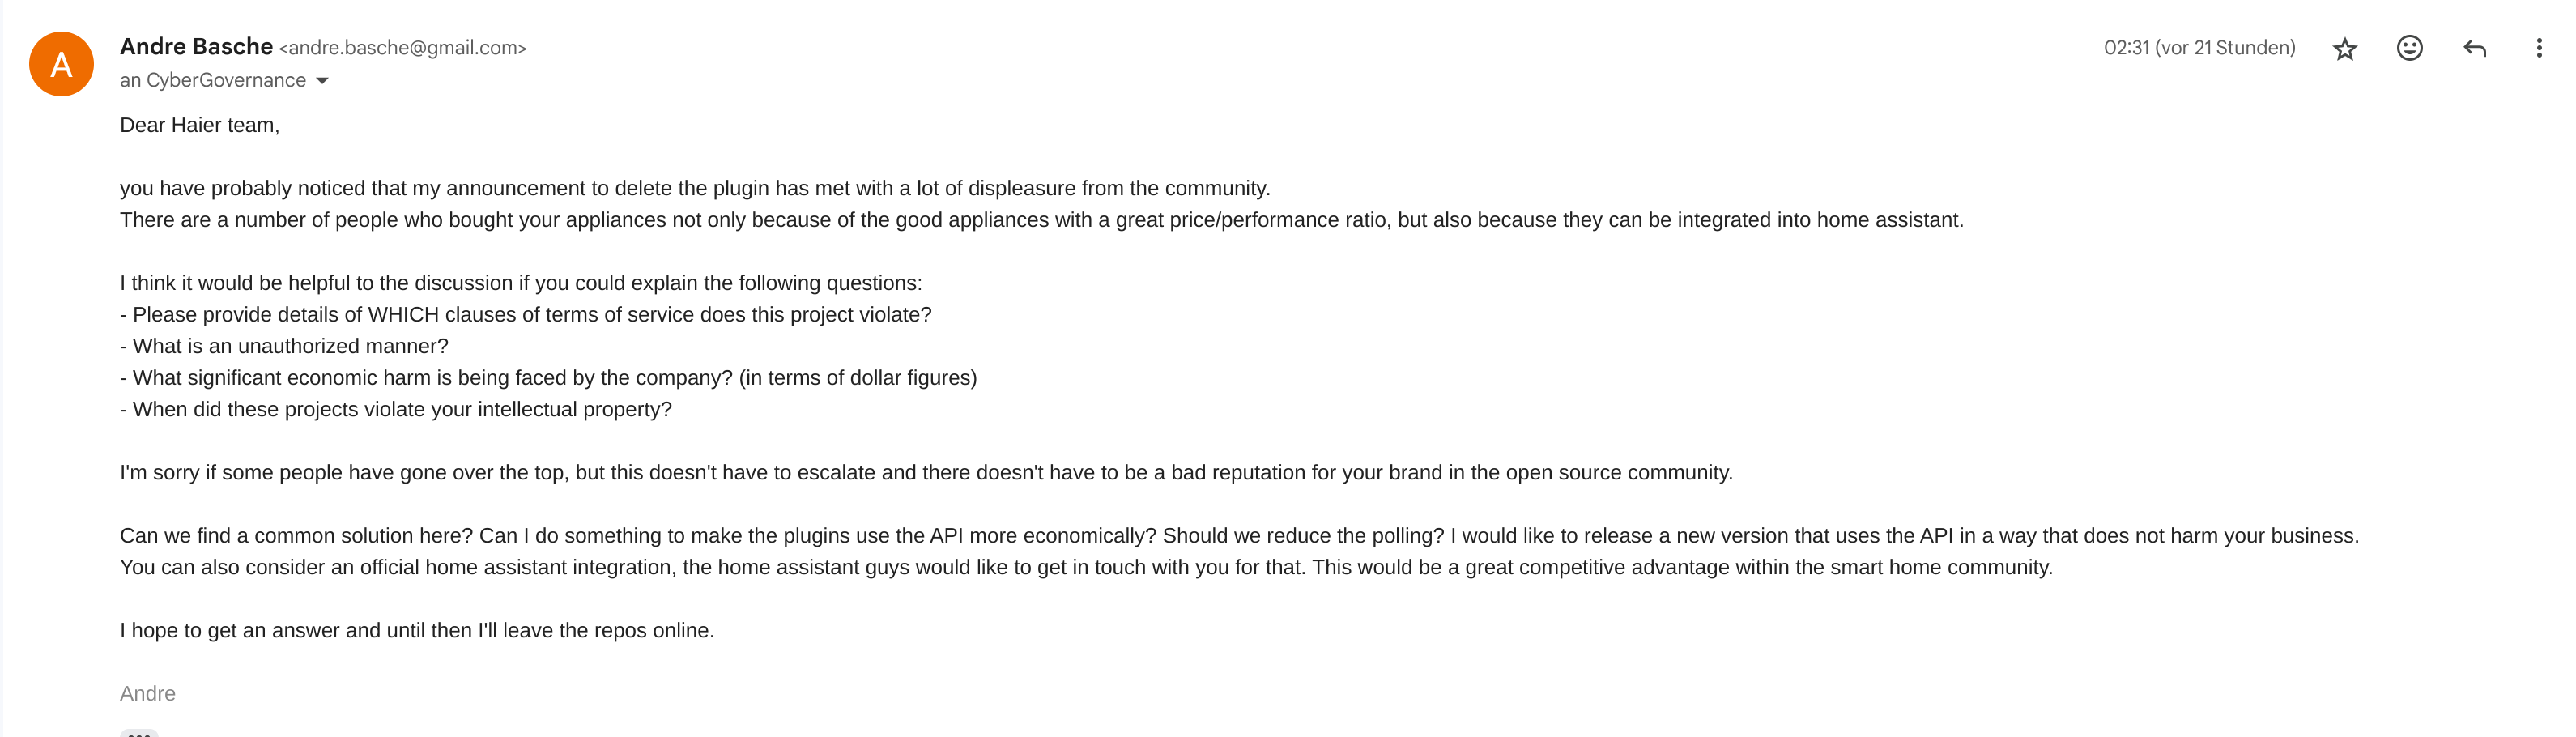 Andre Basche <andre.basche@gmail.com>
02:31 (vor 21 Stunden)
A
an CyberGovernance
Dear Haier team,
you have probably noticed that my announcement to delete the plugin has met with a lot of displeasure from the community.
There are a number of people who bought your appliances not only because of the good appliances with a great price/performance ratio, but also because they can be integrated into home assistant.
I think it would be helpful to the discussion if you could explain the following questions:
- Please provide details of WHICH clauses of terms of service does this project violate?
- What is an unauthorized manner?
- What significant economic harm is being faced by the company? (in terms of dollar figures)
- When did these projects violate your intellectual property?
I'm sorry if some people have gone over the top, but this doesn't have to escalate and there doesn't have to be a bad reputation for your brand in the open source community.
Can we find a common solution here? Can I do something to make the plugins use the API more economically? Should we reduce the polling? I would like to release a new version that uses the API in a way that does not harm your business.
You can also consider an official home assistant integration, the home assistant guys would like to get in touch with you for that. This would be a great competitive advantage within the smart home community.
I hope to get an answer and until then I'll leave the repos online.
Andre